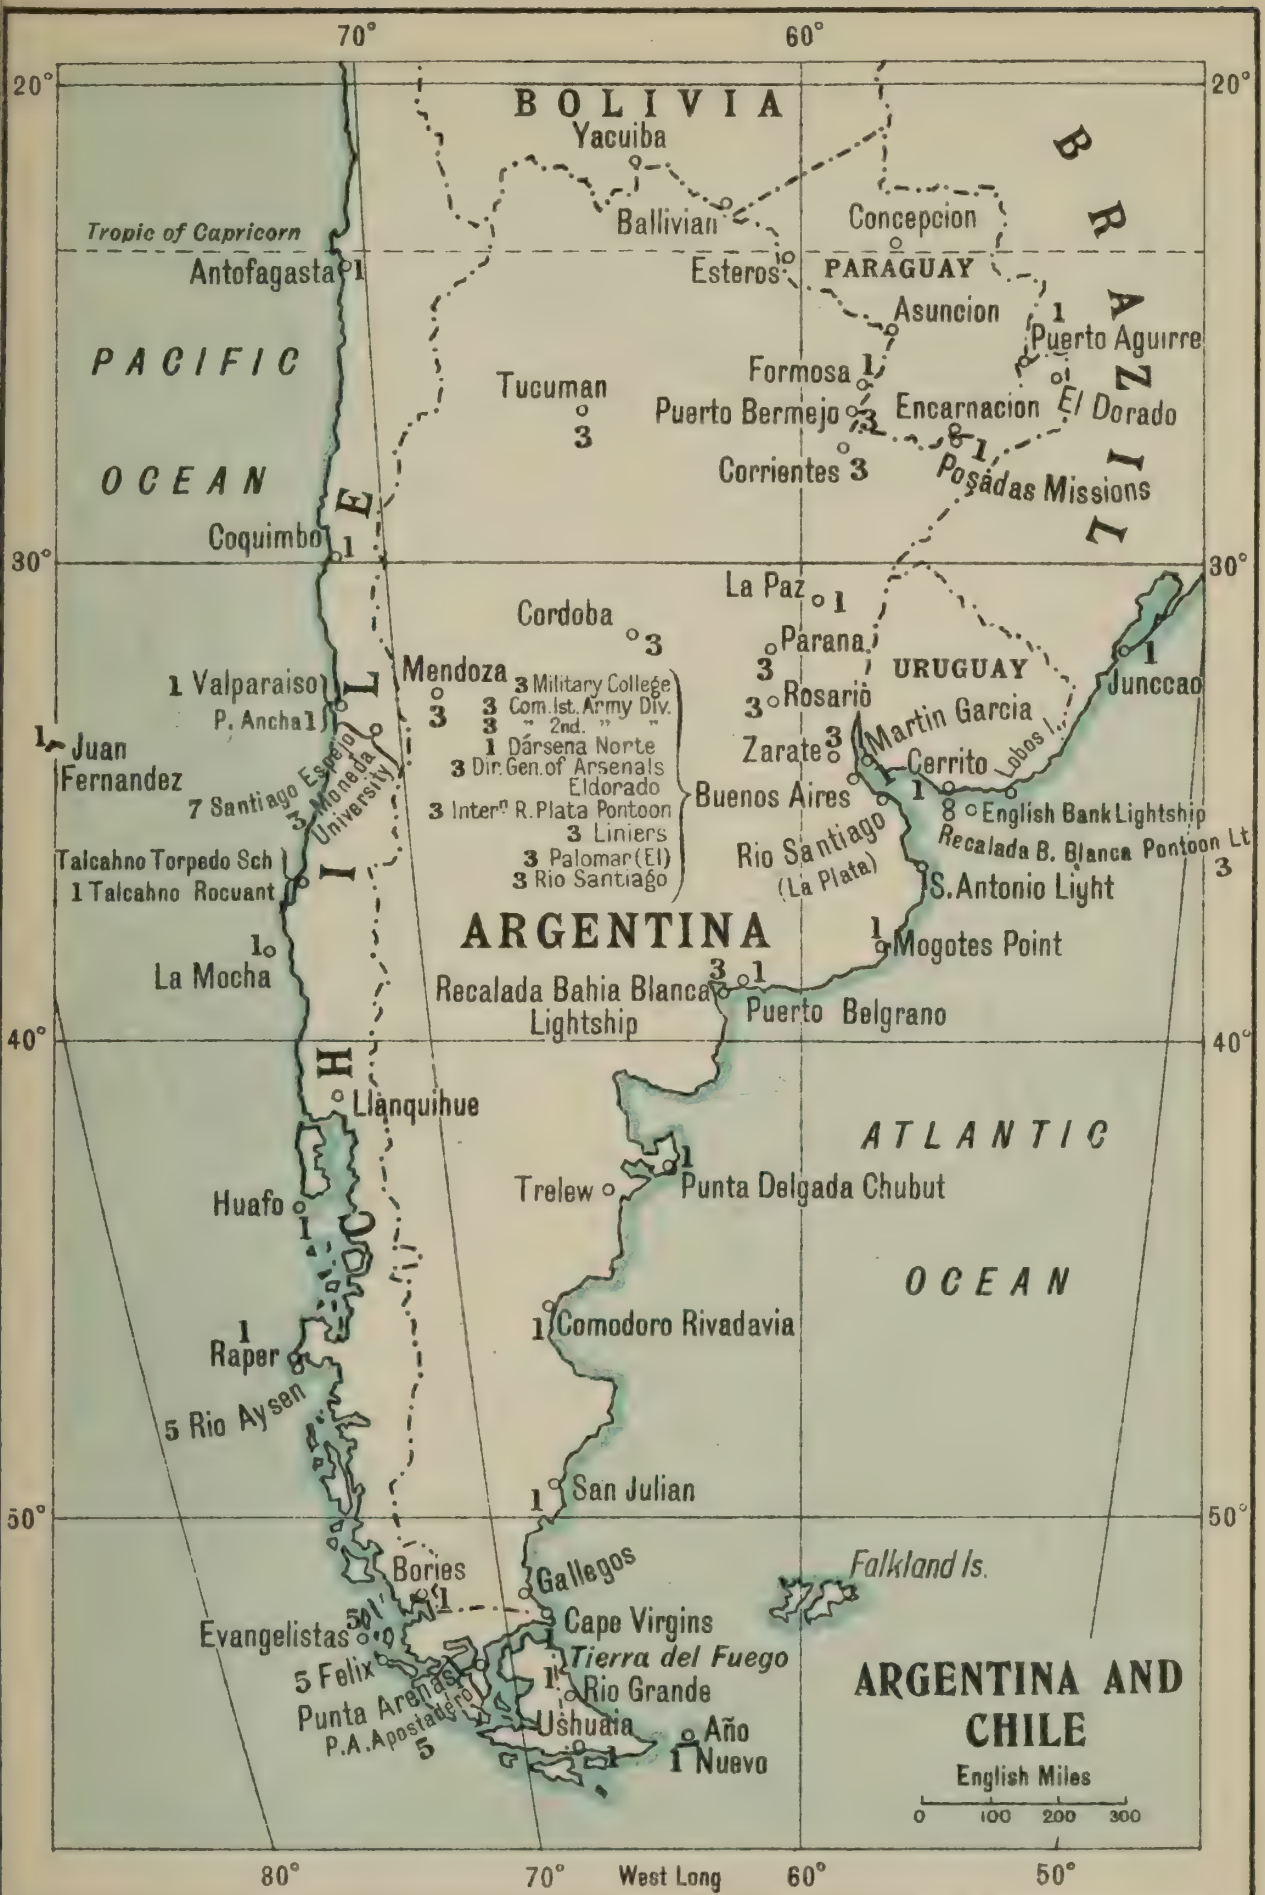 70°
60°
20°
20°
BOLIVIA
Yacuiba
BRAZIL
Ballivian
Concepcion
Tropic of Capricorn
Antofagasta 1
Esteros
PARAGUAY
PACIFIC
OCEAN
Asuncion
1
Puerto Aguirre
Formosa 1
Tucuman
3
Puerto Bermejo 3
Encarnacion
El Dorado
Corrientes 3
1
Posadas Missions
Coquimbo 1
30°
30°
CHILE
La Paz 1
Cordoba
3
Parana
3
URUGUAY
1
Junccao
1 Valparaiso
P. Ancha 1
Mendoza
3
3
3 Military College
3 Com. 1st. Army Div.
3 " 2nd. " "
1 Dársena Norte
3 Dir. Gen. of Arsenals
Eldorado
3 Intern. R. Plata Pontoon
3 Liniers
3 Palomar (El)
3 Rio Santiago
Buenos Aires
3 Rosario
Martin Garcia
1
Zarate 3
Cerrito
1
8
Lobos I.
English Bank Lightship
Recalada B. Blanca Pontoon Lt
3
Rio Santiago
(La Plata)
S. Antonio Light
1 Juan
Fernandez
7 Santiago Espejo
3 Moneda
University
Talcahno Torpedo Sch
1 Talcahno Rocuant
ARGENTINA
1
Mogotes Point
1
La Mocha
3
Recalada Bahia Blanca
Lightship
1
Puerto Belgrano
40°
40°
Llanquihue
ATLANTIC
OCEAN
1
Punta Delgada Chubut
Trelew
Huafo
1
1 Comodoro Rivadavia
1
Raper
5 Rio Aysen
San Julian
1
50°
50°
Bories
1
Gallegos
Falkland Is.
5
Evangelistas
Cape Virgins
1
5 Felix
Tierra del Fuego
1
Rio Grande
Punta Arenas
P.A. Apostadero
5
Ushuaia
1
Año
1 Nuevo
ARGENTINA AND
CHILE
English Miles
0 100 200 300
80°
70°
West Long
60°
50°